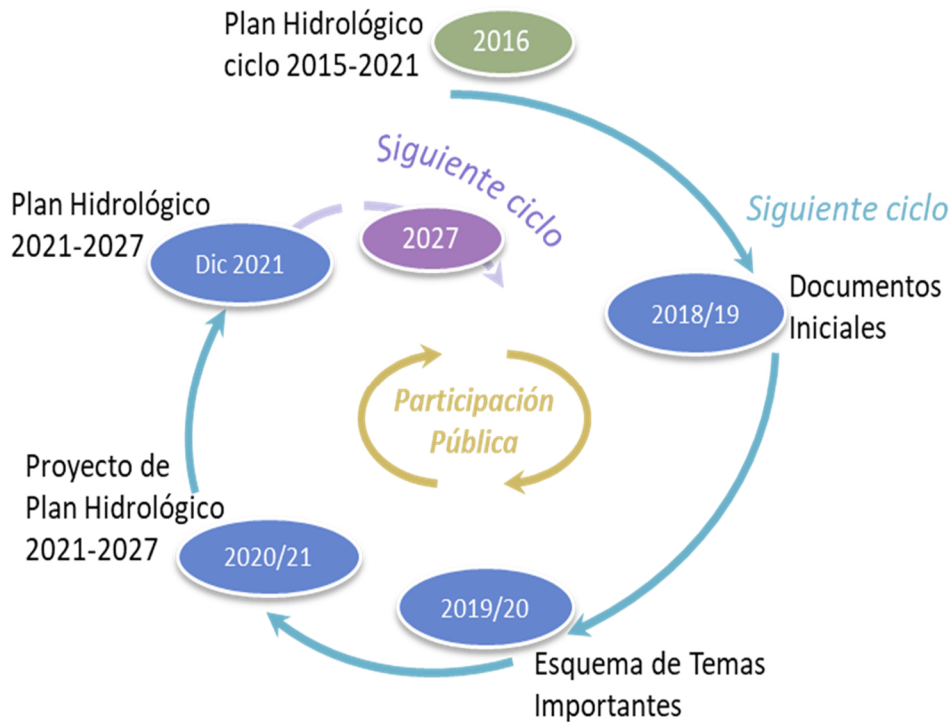 Plan Hidrológico
ciclo 2015-2021
2016
Siguiente ciclo
Documentos
Iniciales
2018/19
Esquema de Temas
Importantes
2019/20
Proyecto de
Plan Hidrológico
2021-2027
2020/21
Plan Hidrológico
2021-2027
Dic 2021
Siguiente ciclo
2027
Participación
Pública